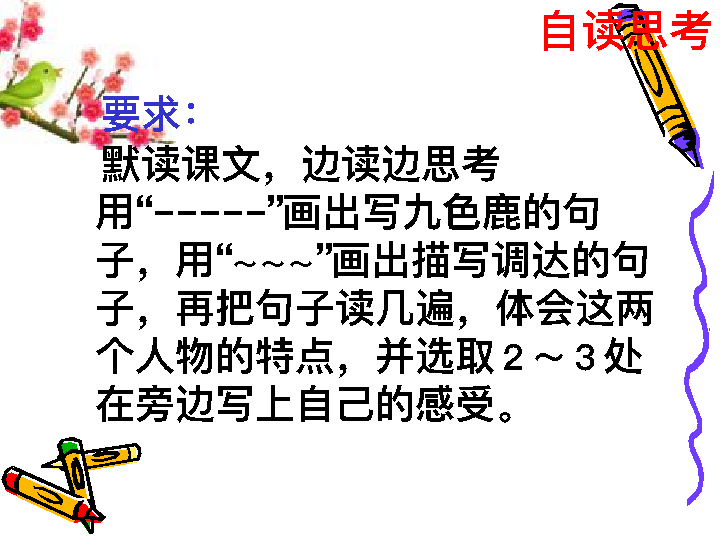 自读思考
要求：
默读课文，边读边思考
用“-----”画出写九色鹿的句
子，用“~~~”画出描写调达的句
子，再把句子读几遍，体会这两
个人物的特点，并选取２～３处
在旁边写上自己的感受。